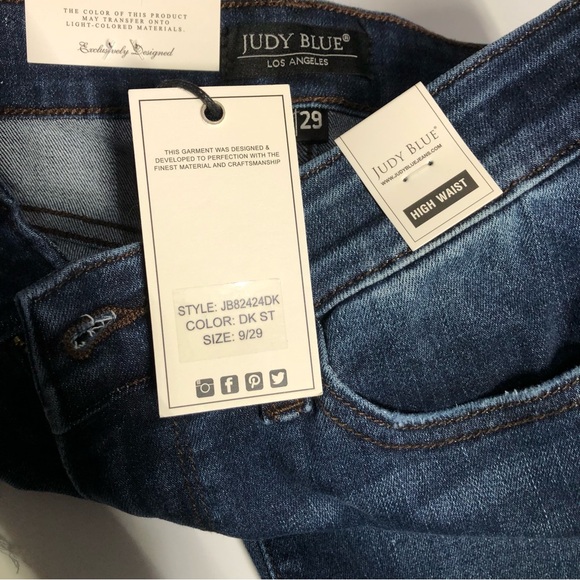 THE COLOR OF THIS PRODUCT
MAY TRANSFER ONTO
LIGHT-COLORED MATERIALS.
Exclusively Designed
JUDY BLUE®
LOS ANGELES
29
THIS GARMENT WAS DESIGNED &
DEVELOPED TO PERFECTION WITH THE
FINEST MATERIAL AND CRAFTSMANSHIP
STYLE: JB82424DK
COLOR: DK ST
SIZE: 9/29
JUDY BLUE®
WWW.JUDYBLUEJEANS.COM
HIGH WAIST